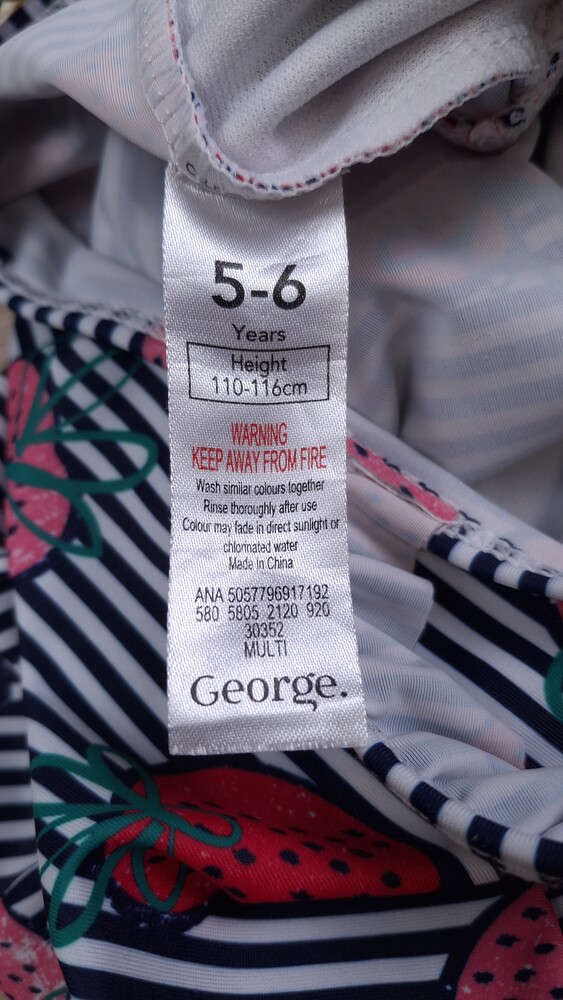 5-6
Years
Height
110-116cm
WARNING
KEEP AWAY FROM FIRE
Wash similar colours together
Rinse thoroughly after use
Colour may fade in direct sunlight or
chlorinated water
Made In China
ANA 5057796917192
580 5805 2120 920
30352
MULTI
George.